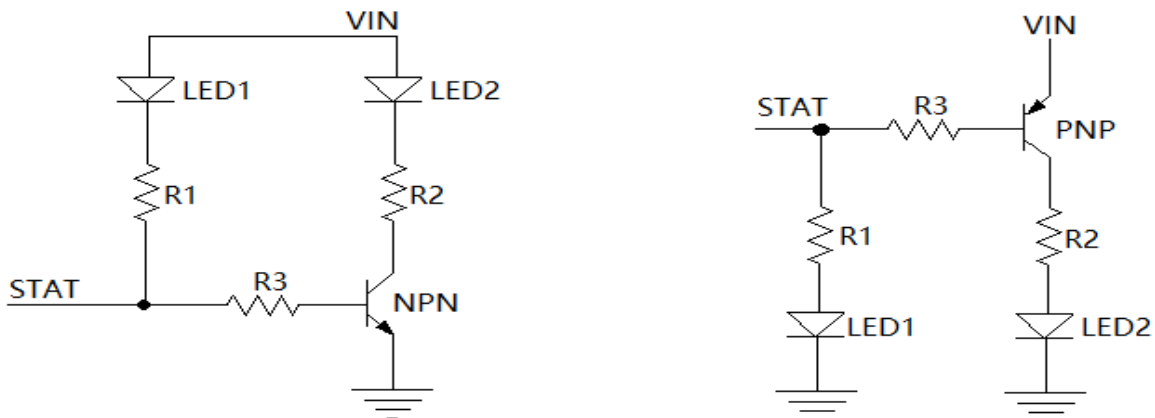 VIN
LED1
LED2
R1
R2
STAT
R3
NPN
VIN
STAT
R3
PNP
R1
R2
LED1
LED2